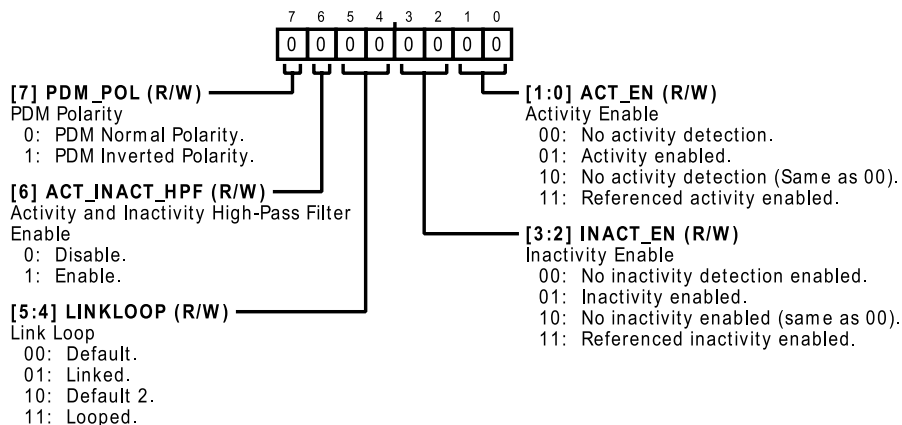 7 6 5 4 3 2 1 0
0 0 0 0 0 0 0 0
[7] PDM_POL (R/W)
PDM Polarity
0: PDM Normal Polarity.
1: PDM Inverted Polarity.
[6] ACT_INACT_HPF (R/W)
Activity and Inactivity High-Pass Filter
Enable
0: Disable.
1: Enable.
[5:4] LINKLOOP (R/W)
Link Loop
00: Default.
01: Linked.
10: Default 2.
11: Looped.
[1:0] ACT_EN (R/W)
Activity Enable
00: No activity detection.
01: Activity enabled.
10: No activity detection (Same as 00).
11: Referenced activity enabled.
[3:2] INACT_EN (R/W)
Inactivity Enable
00: No inactivity detection enabled.
01: Inactivity enabled.
10: No inactivity enabled (same as 00).
11: Referenced inactivity enabled.